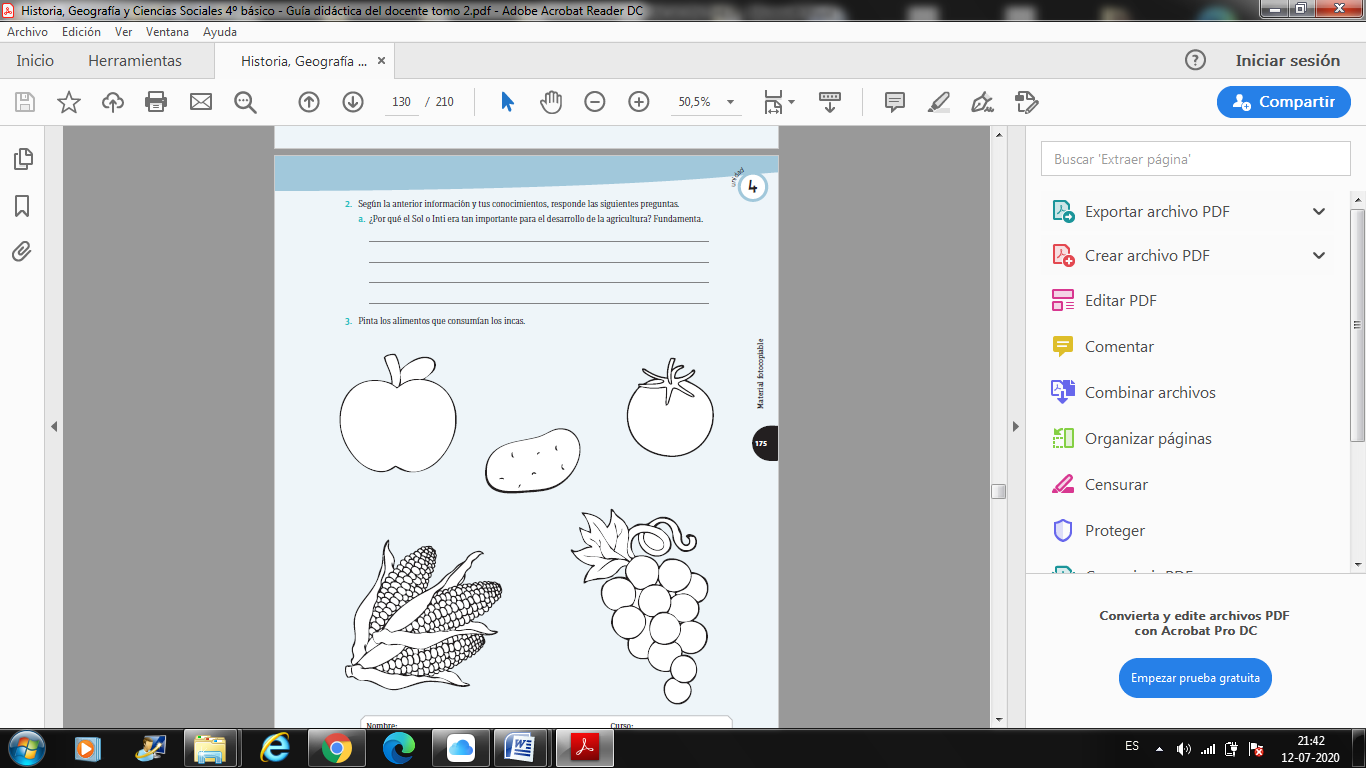 Historia, Geografía y Ciencias Sociales 4º básico - Guía didáctica del docente tomo 2.pdf - Adobe Acrobat Reader DC
Archivo Edición Ver Ventana Ayuda
Inicio Herramientas Historia, Geografía ... × Iniciar sesión
130 / 210 50,5% Compartir
Buscar 'Extraer página'
Exportar archivo PDF
Crear archivo PDF
Editar PDF
Comentar
Combinar archivos
Organizar páginas
Censurar
Proteger
Convierta y edite archivos PDF
con Acrobat Pro DC
Empezar prueba gratuita
unidad
4
2. Según la anterior información y tus conocimientos, responde las siguientes preguntas.
a. ¿Por qué el Sol o Inti era tan importante para el desarrollo de la agricultura? Fundamenta.
3. Pinta los alimentos que consumían los incas.
Material fotocopiable
175
Nombre: Curso:
ES 21:42
12-07-2020